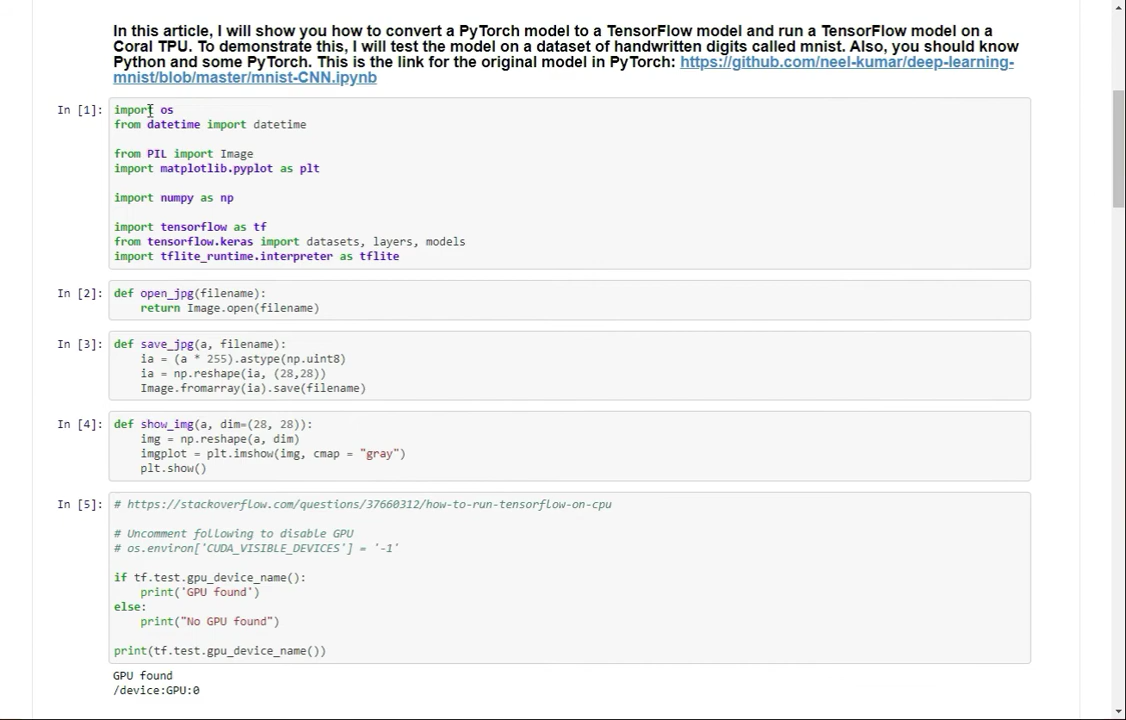 In this article, I will show you how to convert a PyTorch model to a TensorFlow model and run a TensorFlow model on a
Coral TPU. To demonstrate this, I will test the model on a dataset of handwritten digits called mnist. Also, you should know
Python and some PyTorch. This is the link for the original model in PyTorch: https://github.com/neel-kumar/deep-learning-
mnist/blob/master/mnist-CNN.ipynb
In [1]: import os
from datetime import datetime
from PIL import Image
import matplotlib.pyplot as plt
import numpy as np
import tensorflow as tf
from tensorflow.keras import datasets, layers, models
import tflite_runtime.interpreter as tflite
In [2]: def open_jpg(filename):
    return Image.open(filename)
In [3]: def save_jpg(a, filename):
    ia = (a * 255).astype(np.uint8)
    ia = np.reshape(ia, (28,28))
    Image.fromarray(ia).save(filename)
In [4]: def show_img(a, dim=(28, 28)):
    img = np.reshape(a, dim)
    imgplot = plt.imshow(img, cmap = "gray")
    plt.show()
In [5]: # https://stackoverflow.com/questions/37660312/how-to-run-tensorflow-on-cpu
# Uncomment following to disable GPU
# os.environ['CUDA_VISIBLE_DEVICES'] = '-1'
if tf.test.gpu_device_name():
    print('GPU found')
else:
    print("No GPU found")
print(tf.test.gpu_device_name())
GPU found
/device:GPU:0